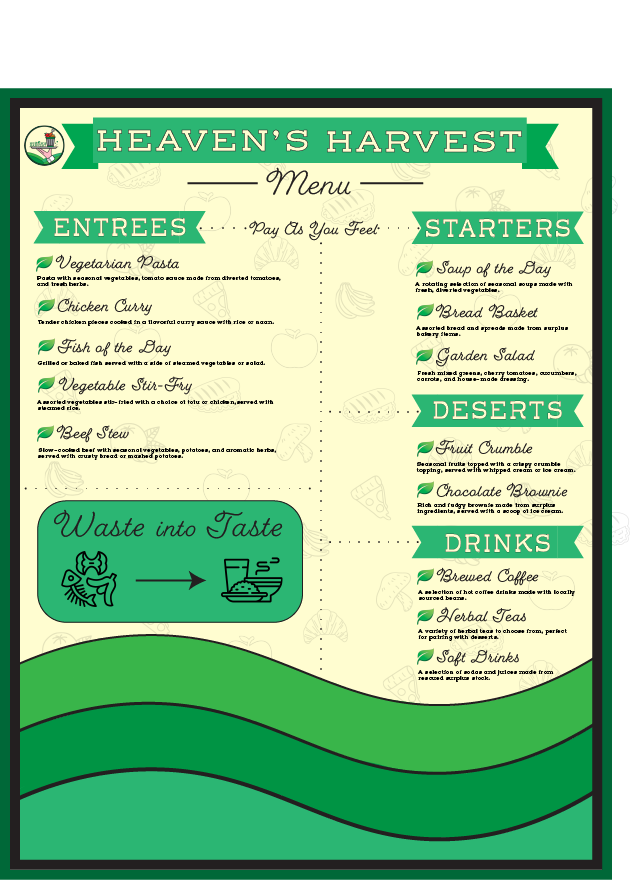 HEAVEN'S HARVEST
Menu
Pay As You Feel
ENTREES
Vegetarian Pasta
Pasta with seasonal vegetables, tomato sauce made from diverted tomatoes,
and fresh herbs.
Chicken Curry
Tender chicken pieces cooked in a flavorful curry sauce with rice or naan.
Fish of the Day
Grilled or baked fish served with a side of steamed vegetables or salad.
Vegetable Stir-Fry
Assorted vegetables stir-fried with a choice of tofu or chicken, served with
steamed rice.
Beef Stew
Slow-cooked beef with seasonal vegetables, potatoes, and aromatic herbs,
served with crusty bread or mashed potatoes.
Waste into Taste
STARTERS
Soup of the Day
A rotating selection of seasonal soups made with
fresh, diverted vegetables.
Bread Basket
Assorted bread and spreads made from surplus
bakery items.
Garden Salad
Fresh mixed greens, cherry tomatoes, cucumbers,
carrots, and house-made dressing.
DESERTS
Fruit Crumble
Seasonal fruits topped with a crispy crumble
topping, served with whipped cream or ice cream.
Chocolate Brownie
Rich and fudgy brownie made from surplus
ingredients, served with a scoop of ice cream.
DRINKS
Brewed Coffee
A selection of hot coffee drinks made with locally
sourced beans.
Herbal Teas
A variety of herbal teas to choose from, perfect
for pairing with desserts.
Soft Drinks
A selection of sodas and juices made from
rescued surplus stock.